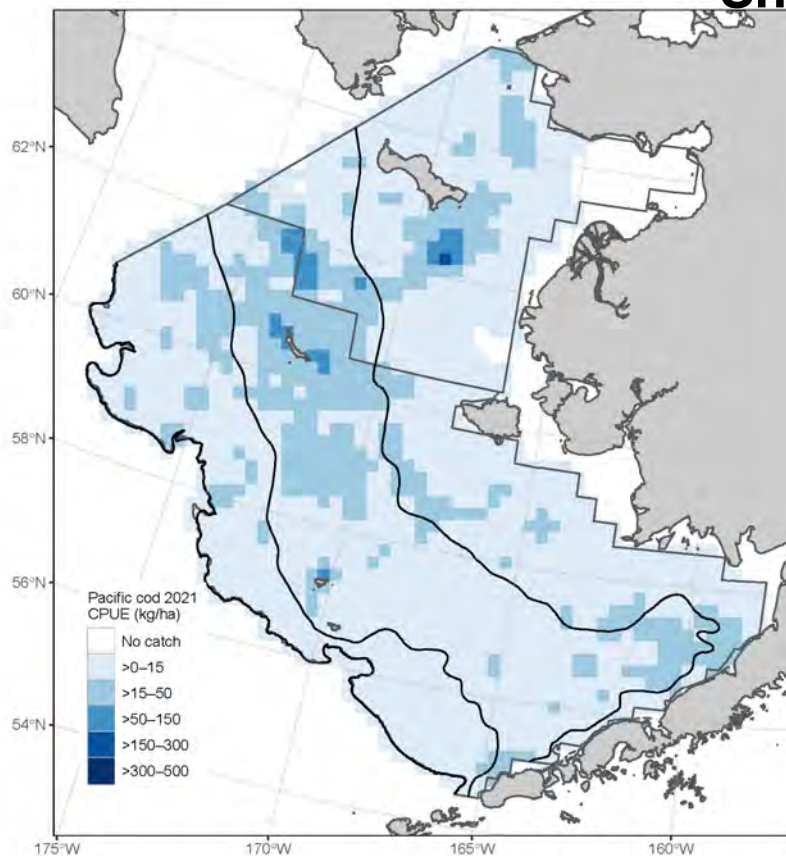 62°N
60°N
58°N
56°N
54°N
Pacific cod 2021
CPUE (kg/ha)
No catch
>0–15
>15–50
>50–150
>150–300
>300–500
175°W
170°W
165°W
160°W